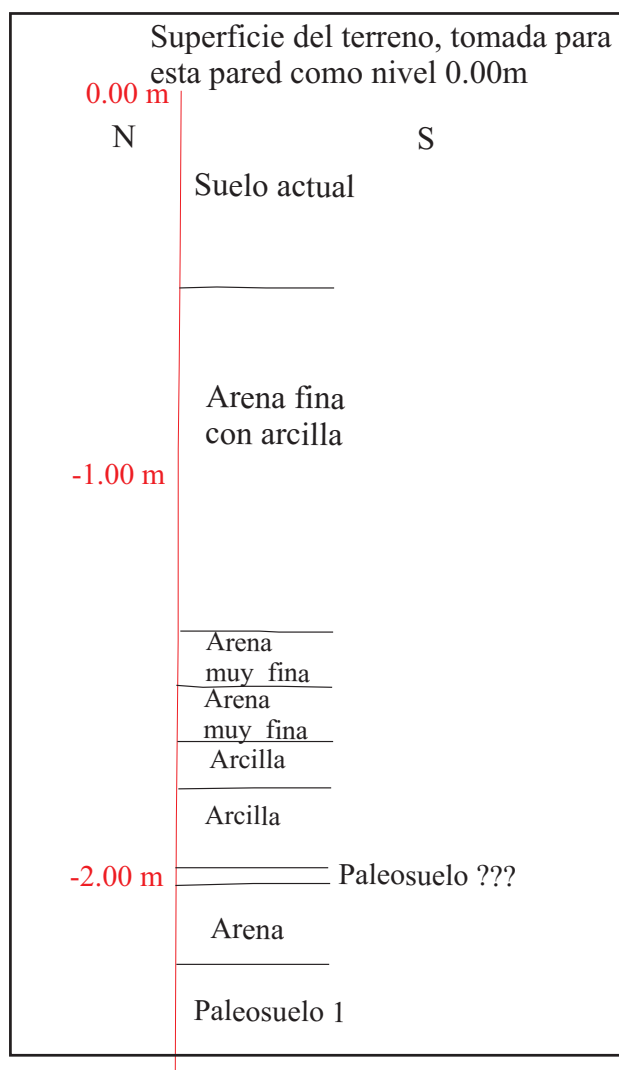 Superficie del terreno, tomada para
esta pared como nivel 0.00m
0.00 m
N
S
Suelo actual
Arena fina
con arcilla
-1.00 m
Arena
muy fina
Arena
muy fina
Arcilla
Arcilla
-2.00 m
Paleosuelo ???
Arena
Paleosuelo 1